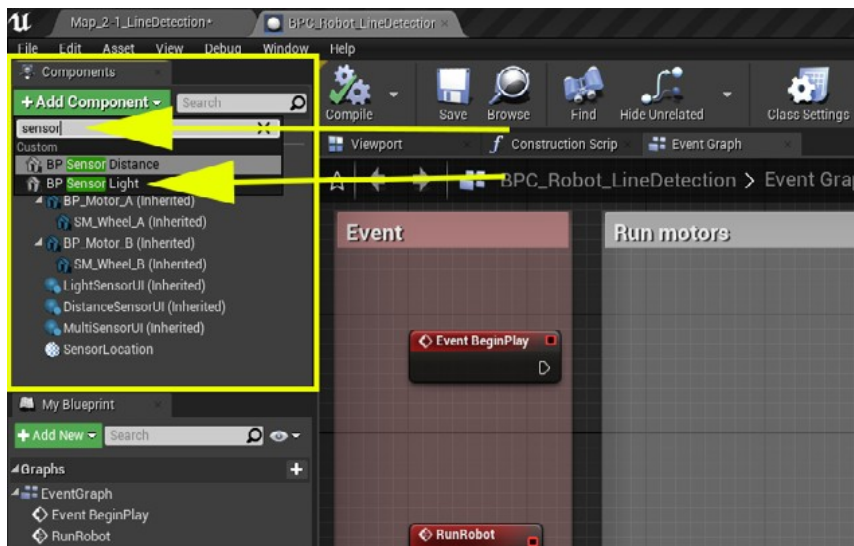 Map_2-1_LineDetection*
BPC_Robot_LineDetection
File Edit Asset View Debug Window Help
Components
+ Add Component Search
sensor
Custom
BP Sensor Distance
BP Sensor Light
BP_Motor_A (Inherited)
SM_Wheel_A (Inherited)
BP_Motor_B (Inherited)
SM_Wheel_B (Inherited)
LightSensorUI (Inherited)
DistanceSensorUI (Inherited)
MultiSensorUI (Inherited)
SensorLocation
Compile Save Browse Find Hide Unrelated Class Settings
Viewport Construction Scrip Event Graph
BPC_Robot_LineDetection > Event Gra
Event
Run motors
Event BeginPlay
RunRobot
My Blueprint
+ Add New Search
Graphs
EventGraph
Event BeginPlay
RunRobot